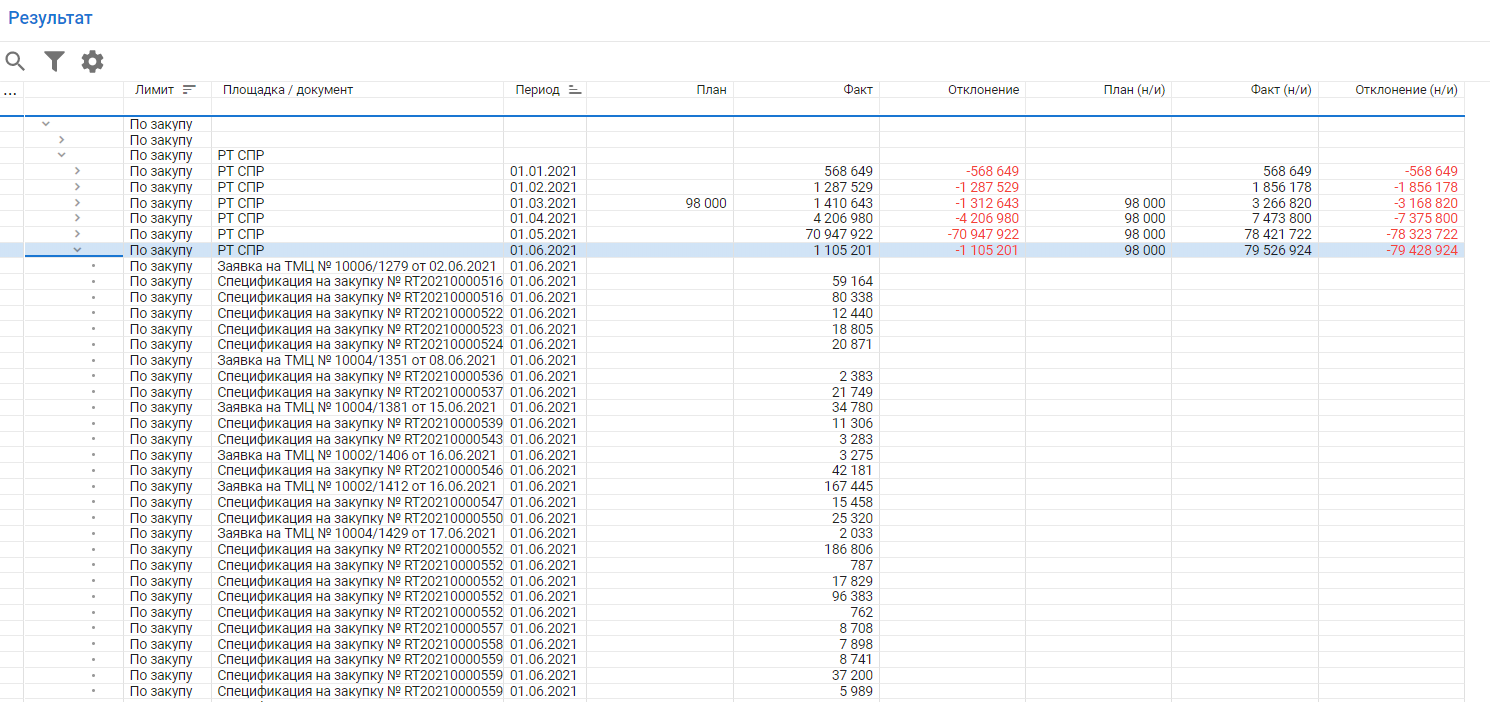 Результат
... Лимит Площадка / документ Период План Факт Отклонение План (н/и) Факт (н/и) Отклонение (н/и)
По закупу
По закупу
По закупу РТ СПР
По закупу РТ СПР 01.01.2021 568 649 -568 649 568 649 -568 649
По закупу РТ СПР 01.02.2021 1 287 529 -1 287 529 1 856 178 -1 856 178
По закупу РТ СПР 01.03.2021 98 000 1 410 643 -1 312 643 98 000 3 266 820 -3 168 820
По закупу РТ СПР 01.04.2021 4 206 980 -4 206 980 98 000 7 473 800 -7 375 800
По закупу РТ СПР 01.05.2021 70 947 922 -70 947 922 98 000 78 421 722 -78 323 722
По закупу РТ СПР 01.06.2021 1 105 201 -1 105 201 98 000 79 526 924 -79 428 924
По закупу Заявка на ТМЦ № 10006/1279 от 02.06.2021 01.06.2021
По закупу Спецификация на закупку № RT20210000516 01.06.2021 59 164
По закупу Спецификация на закупку № RT20210000516 01.06.2021 80 338
По закупу Спецификация на закупку № RT20210000522 01.06.2021 12 440
По закупу Спецификация на закупку № RT20210000523 01.06.2021 18 805
По закупу Спецификация на закупку № RT20210000524 01.06.2021 20 871
По закупу Заявка на ТМЦ № 10004/1351 от 08.06.2021 01.06.2021
По закупу Спецификация на закупку № RT20210000536 01.06.2021 2 383
По закупу Спецификация на закупку № RT20210000537 01.06.2021 21 749
По закупу Заявка на ТМЦ № 10004/1381 от 15.06.2021 01.06.2021 34 780
По закупу Спецификация на закупку № RT20210000539 01.06.2021 11 306
По закупу Спецификация на закупку № RT20210000543 01.06.2021 3 283
По закупу Заявка на ТМЦ № 10002/1406 от 16.06.2021 01.06.2021 3 275
По закупу Спецификация на закупку № RT20210000546 01.06.2021 42 181
По закупу Заявка на ТМЦ № 10002/1412 от 16.06.2021 01.06.2021 167 445
По закупу Спецификация на закупку № RT20210000547 01.06.2021 15 458
По закупу Спецификация на закупку № RT20210000550 01.06.2021 25 320
По закупу Заявка на ТМЦ № 10004/1429 от 17.06.2021 01.06.2021 2 033
По закупу Спецификация на закупку № RT20210000552 01.06.2021 186 806
По закупу Спецификация на закупку № RT20210000552 01.06.2021 787
По закупу Спецификация на закупку № RT20210000552 01.06.2021 17 829
По закупу Спецификация на закупку № RT20210000552 01.06.2021 96 383
По закупу Спецификация на закупку № RT20210000552 01.06.2021 762
По закупу Спецификация на закупку № RT20210000557 01.06.2021 8 708
По закупу Спецификация на закупку № RT20210000558 01.06.2021 7 898
По закупу Спецификация на закупку № RT20210000559 01.06.2021 8 741
По закупу Спецификация на закупку № RT20210000559 01.06.2021 37 200
По закупу Спецификация на закупку № RT20210000559 01.06.2021 5 989